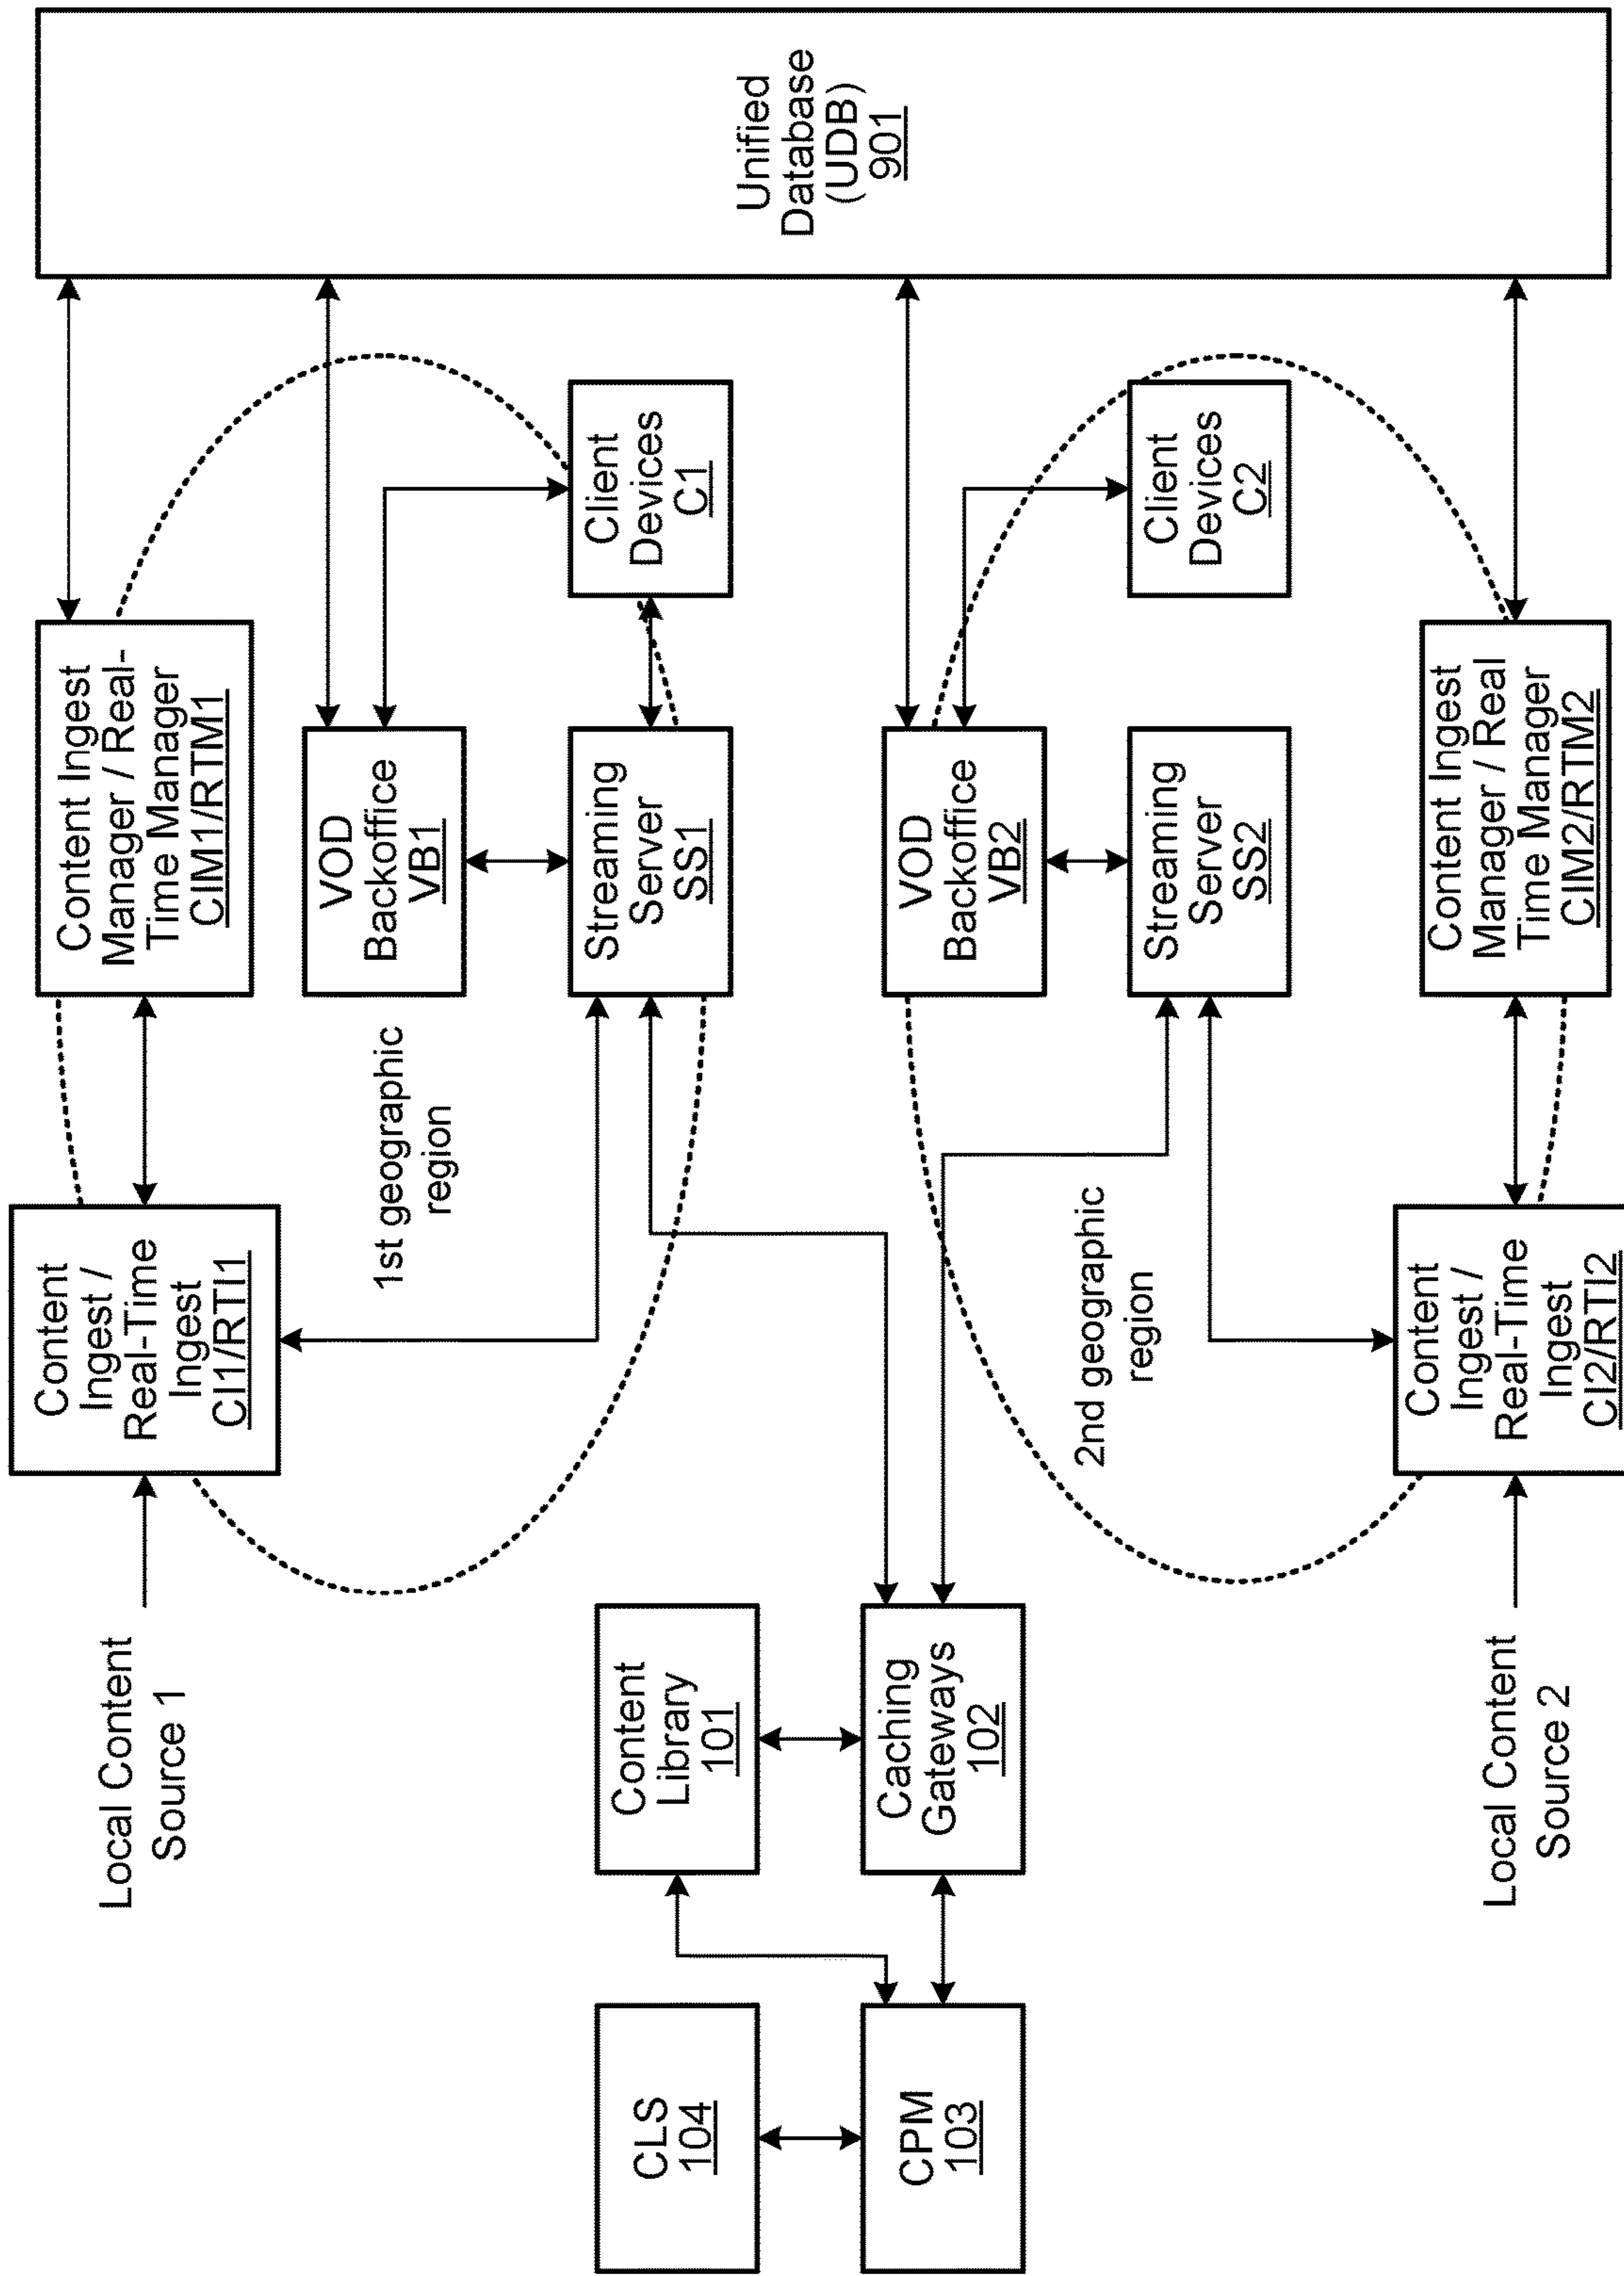 Local Content
Source 1
Content
Ingest /
Real-Time
Ingest
CI1/RTI1
Content Ingest
Manager / Real-
Time Manager
CIM1/RTM1
1st geographic
region
VOD
Backoffice
VB1
Streaming
Server
SS1
Client
Devices
C1
Unified
Database
(UDB)
901
CLS
104
CPM
103
Content
Library
101
Caching
Gateways
102
2nd geographic
region
VOD
Backoffice
VB2
Streaming
Server
SS2
Client
Devices
C2
Local Content
Source 2
Content
Ingest /
Real-Time
Ingest
CI2/RTI2
Content Ingest
Manager / Real
Time Manager
CIM2/RTM2